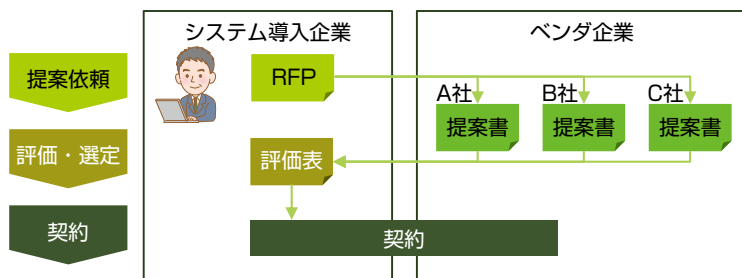 システム導入企業
ベンダ企業
提案依頼
RFP
A社
B社
C社
提案書
提案書
提案書
評価・選定
評価表
契約
契約